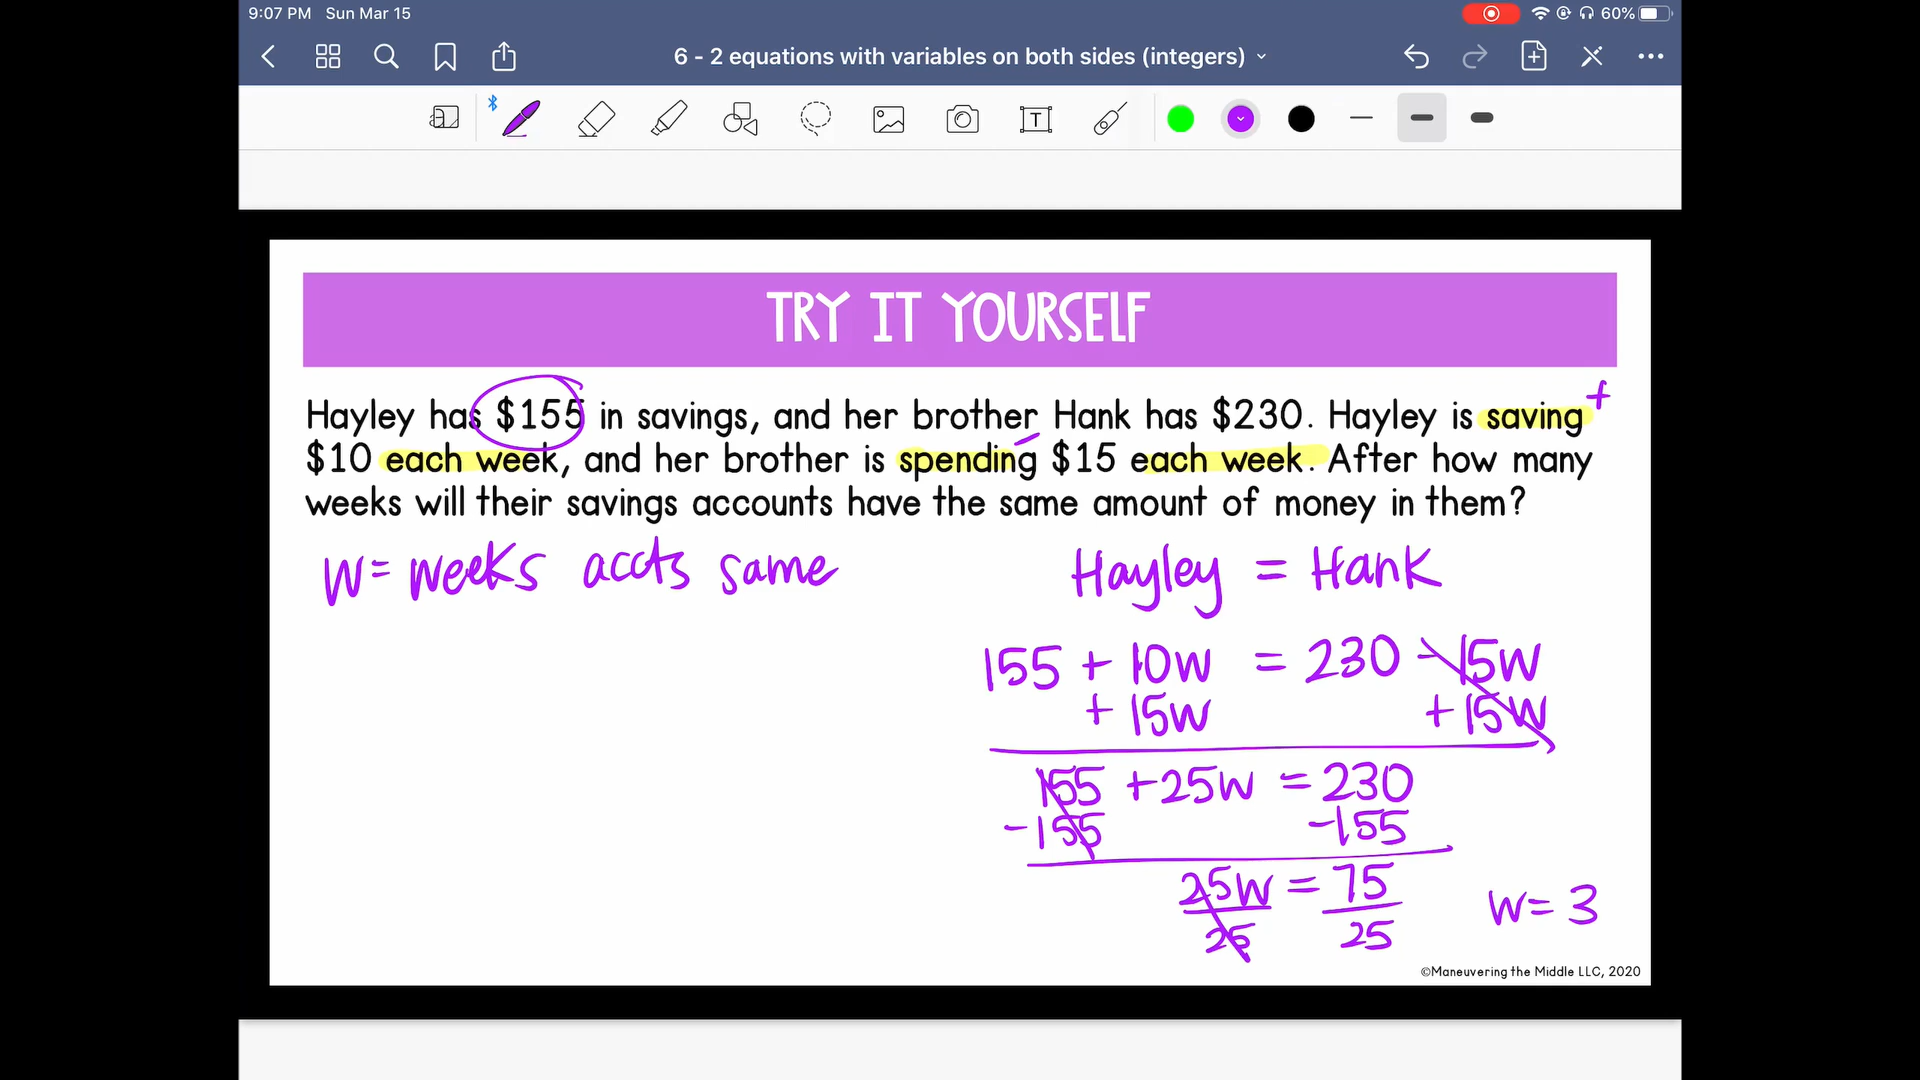 9:07 PM Sun Mar 15
60%
6 - 2 equations with variables on both sides (integers)
T
TRY IT YOURSELF
Hayley has $155 in savings, and her brother Hank has $230. Hayley is saving +
$10 each week, and her brother is spending $15 each week. After how many
weeks will their savings accounts have the same amount of money in them?
W = weeks accts same
Hayley = Hank
155 + 10w = 230 - 15w
+ 15w + 15w
155 + 25w = 230
-155 -155
25w = 75
25 25
w = 3
©Maneuvering the Middle LLC, 2020